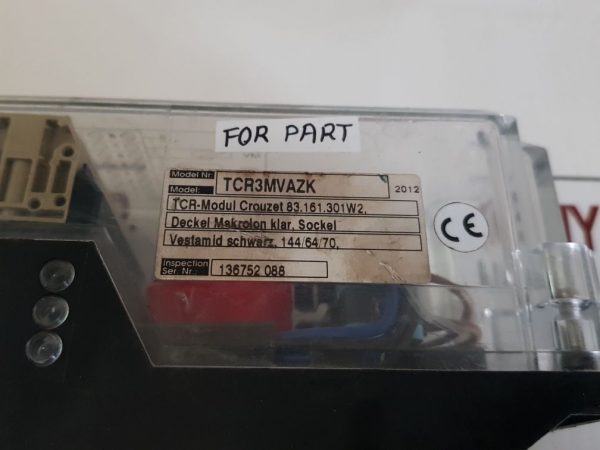 FOR PART
Model Nr:
Model:
TCR3MVAZK
2012
TCR-Modul Crouzet 83.161.301W2,
Deckel Makrolon klar, Sockel
Vestamid schwarz, 144/64/70,
Inspection
Ser. Nr.:
136752 088
CE